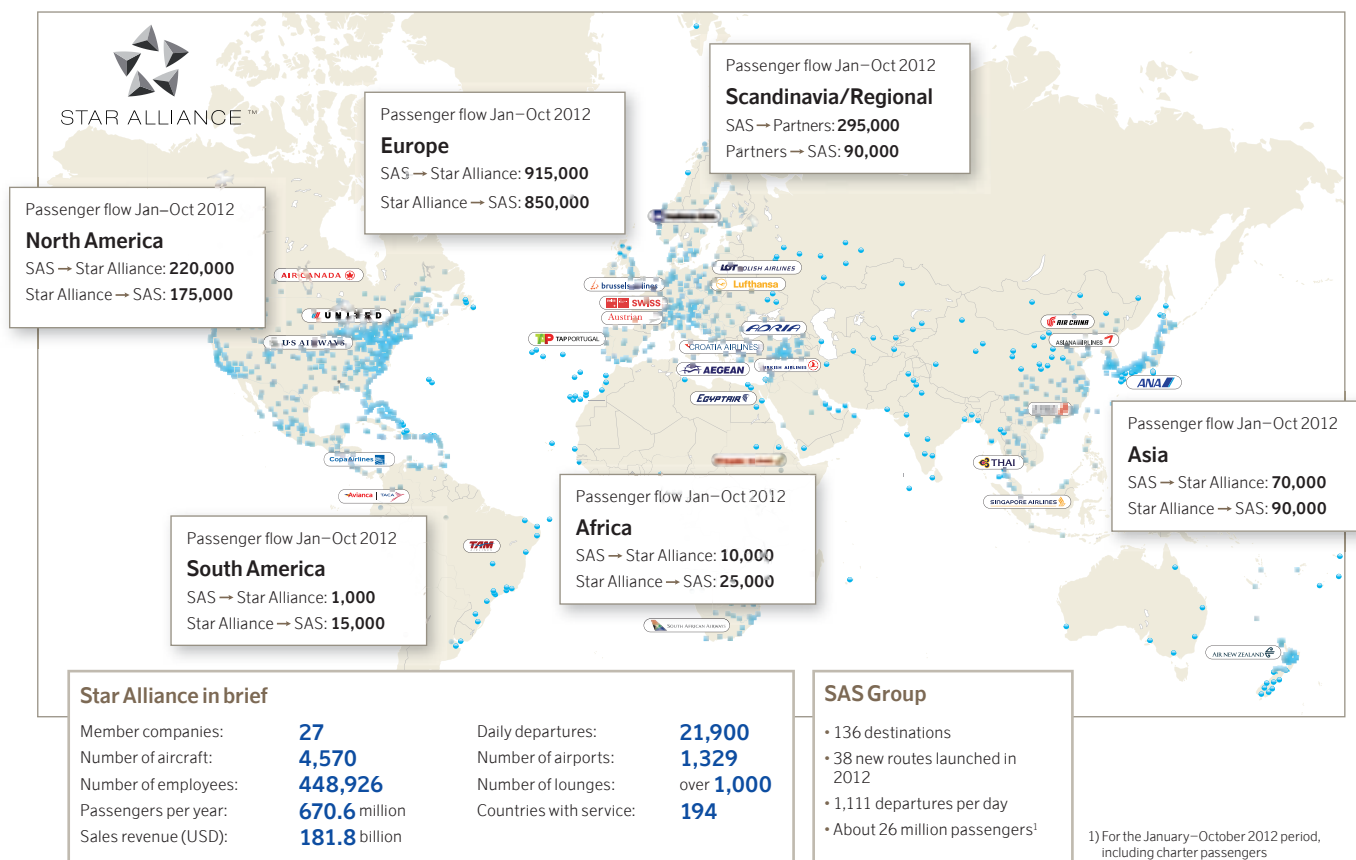 STAR ALLIANCE™
Passenger flow Jan–Oct 2012
Scandinavia/Regional
SAS → Partners: 295,000
Partners → SAS: 90,000
Passenger flow Jan–Oct 2012
Europe
SAS → Star Alliance: 915,000
Star Alliance → SAS: 850,000
Passenger flow Jan–Oct 2012
North America
SAS → Star Alliance: 220,000
Star Alliance → SAS: 175,000
AIR CANADA
UNITED
U·S AIRWAYS
LOT POLISH AIRLINES
brussels airlines
Lufthansa
SWISS
Austrian
TAP TAP PORTUGAL
ADRIA
CROATIA AIRLINES
AEGEAN
TURKISH AIRLINES
EGYPTAIR
AIR CHINA
ASIANA AIRLINES
ANA
CopaAirlines
Avianca | TACA
THAI
SINGAPORE AIRLINES
Passenger flow Jan–Oct 2012
Asia
SAS → Star Alliance: 70,000
Star Alliance → SAS: 90,000
Passenger flow Jan–Oct 2012
Africa
SAS → Star Alliance: 10,000
Star Alliance → SAS: 25,000
Passenger flow Jan–Oct 2012
South America
SAS → Star Alliance: 1,000
Star Alliance → SAS: 15,000
TAM
SOUTH AFRICAN AIRWAYS
AIR NEW ZEALAND
Star Alliance in brief
Member companies: 27
Number of aircraft: 4,570
Number of employees: 448,926
Passengers per year: 670.6 million
Sales revenue (USD): 181.8 billion
Daily departures: 21,900
Number of airports: 1,329
Number of lounges: over 1,000
Countries with service: 194
SAS Group
• 136 destinations
• 38 new routes launched in
2012
• 1,111 departures per day
• About 26 million passengers¹
1) For the January–October 2012 period,
including charter passengers